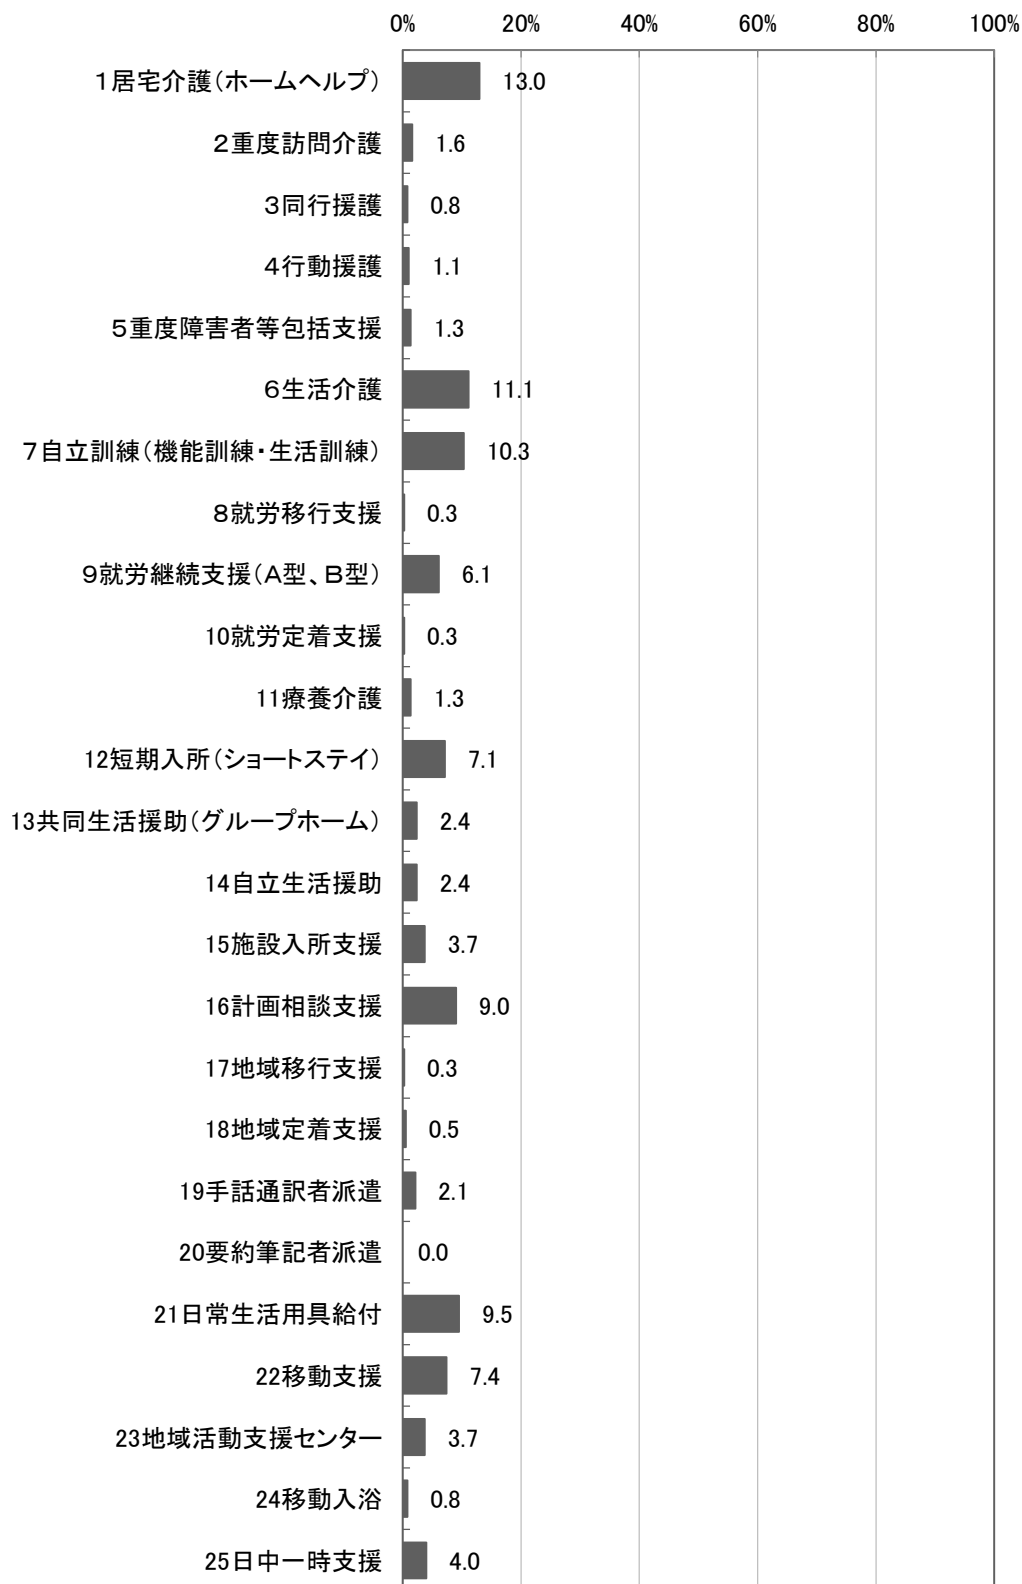 0% 20% 40% 60% 80% 100%
１居宅介護（ホームヘルプ） 13.0
２重度訪問介護 1.6
３同行援護 0.8
４行動援護 1.1
５重度障害者等包括支援 1.3
６生活介護 11.1
７自立訓練（機能訓練・生活訓練） 10.3
８就労移行支援 0.3
９就労継続支援（Ａ型、Ｂ型） 6.1
10就労定着支援 0.3
11療養介護 1.3
12短期入所（ショートステイ） 7.1
13共同生活援助（グループホーム） 2.4
14自立生活援助 2.4
15施設入所支援 3.7
16計画相談支援 9.0
17地域移行支援 0.3
18地域定着支援 0.5
19手話通訳者派遣 2.1
20要約筆記者派遣 0.0
21日常生活用具給付 9.5
22移動支援 7.4
23地域活動支援センター 3.7
24移動入浴 0.8
25日中一時支援 4.0